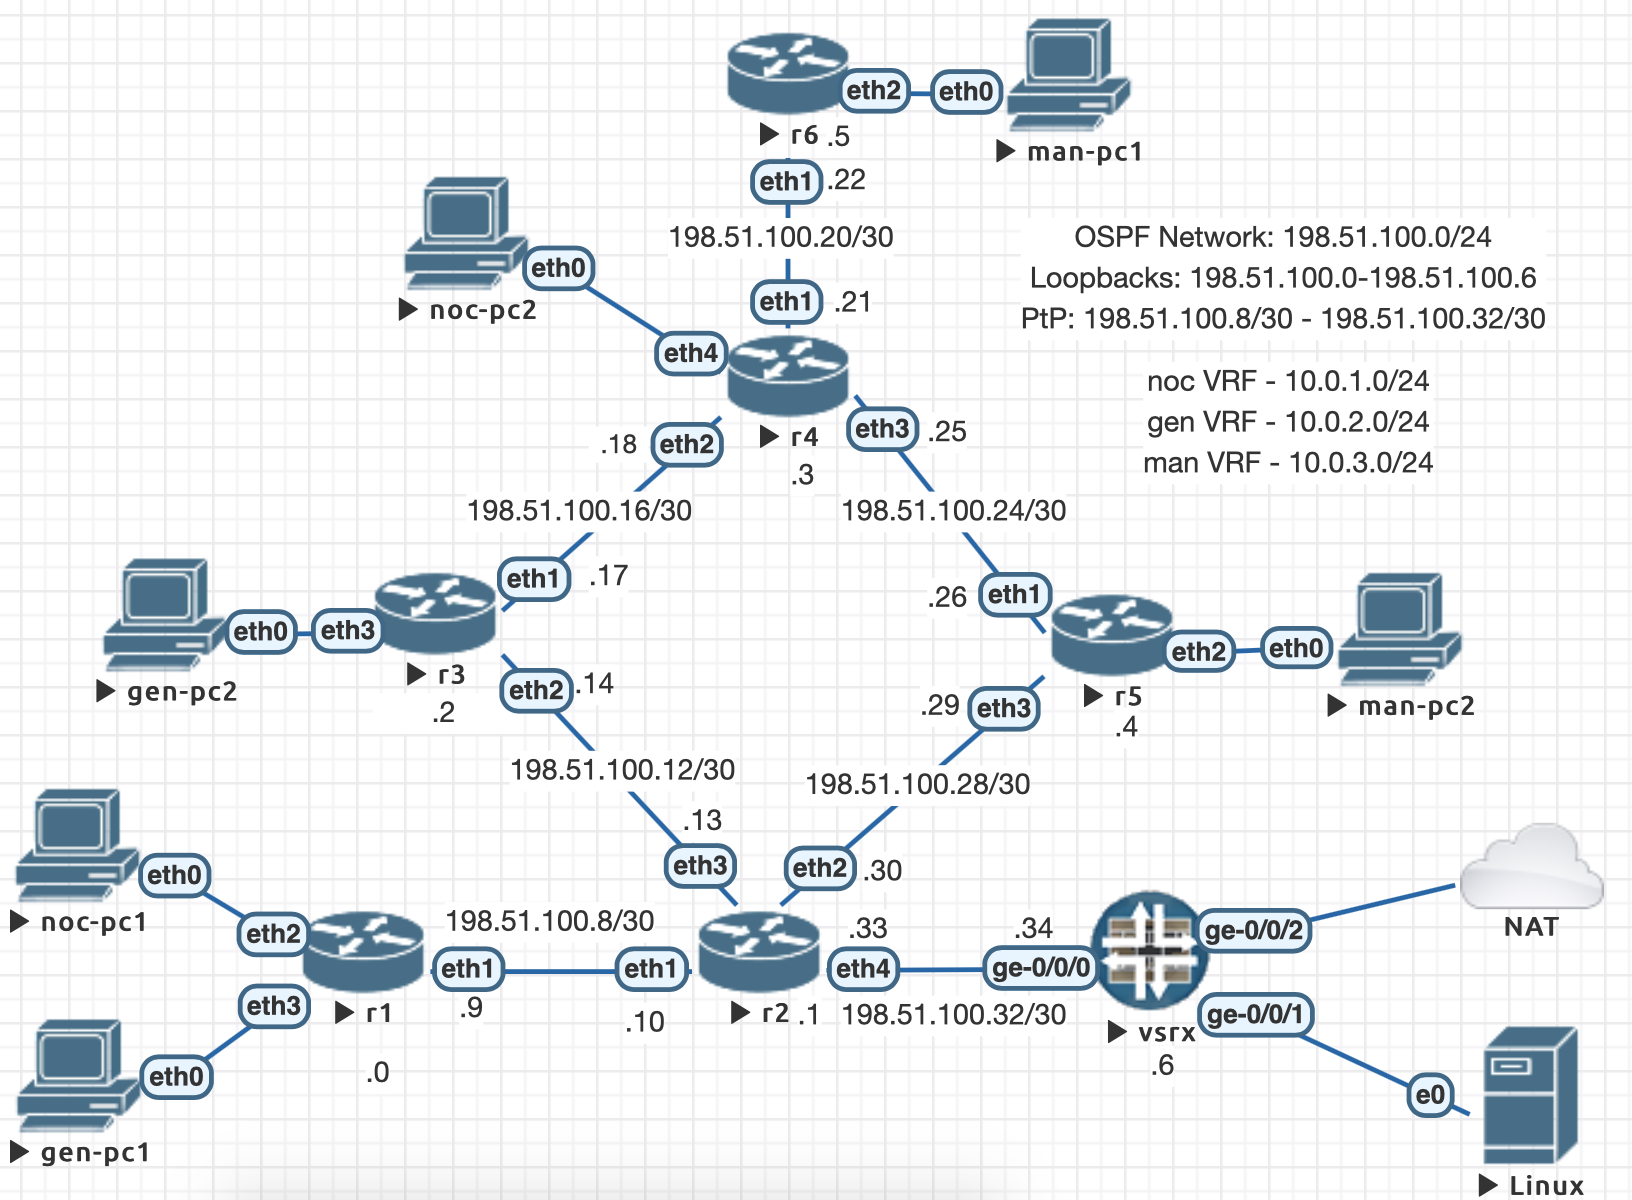 eth2
eth0
r6 .5
man-pc1
eth1 .22
198.51.100.20/30
eth1 .21
OSPF Network: 198.51.100.0/24
Loopbacks: 198.51.100.0-198.51.100.6
PtP: 198.51.100.8/30 - 198.51.100.32/30
noc VRF - 10.0.1.0/24
gen VRF - 10.0.2.0/24
man VRF - 10.0.3.0/24
eth0
noc-pc2
eth4
r4
.3
.18 eth2
eth3 .25
198.51.100.16/30
198.51.100.24/30
eth1 .17
.26 eth1
eth0
eth3
gen-pc2
r3
.2
eth2 .14
eth2
eth0
r5
.4
man-pc2
.29 eth3
198.51.100.12/30
198.51.100.28/30
.13
eth3
eth2 .30
eth0
noc-pc1
eth2
198.51.100.8/30
eth1
.9
eth1
.10
eth3
r1
.0
eth0
gen-pc1
r2 .1
.33
eth4
.34
ge-0/0/0
198.51.100.32/30
vsrx
.6
ge-0/0/2
NAT
ge-0/0/1
e0
Linux